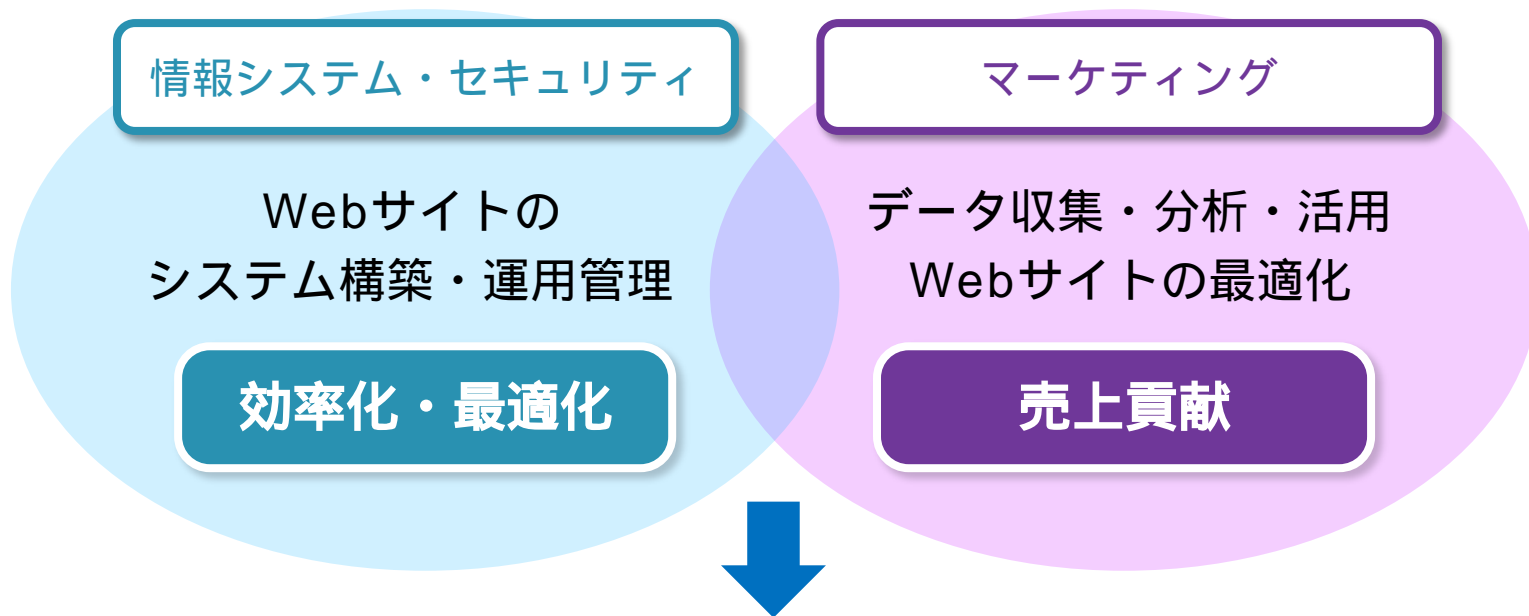 情報システム・セキュリティ
マーケティング
Webサイトの
システム構築・運用管理
データ収集・分析・活用
Webサイトの最適化
効率化・最適化
売上貢献